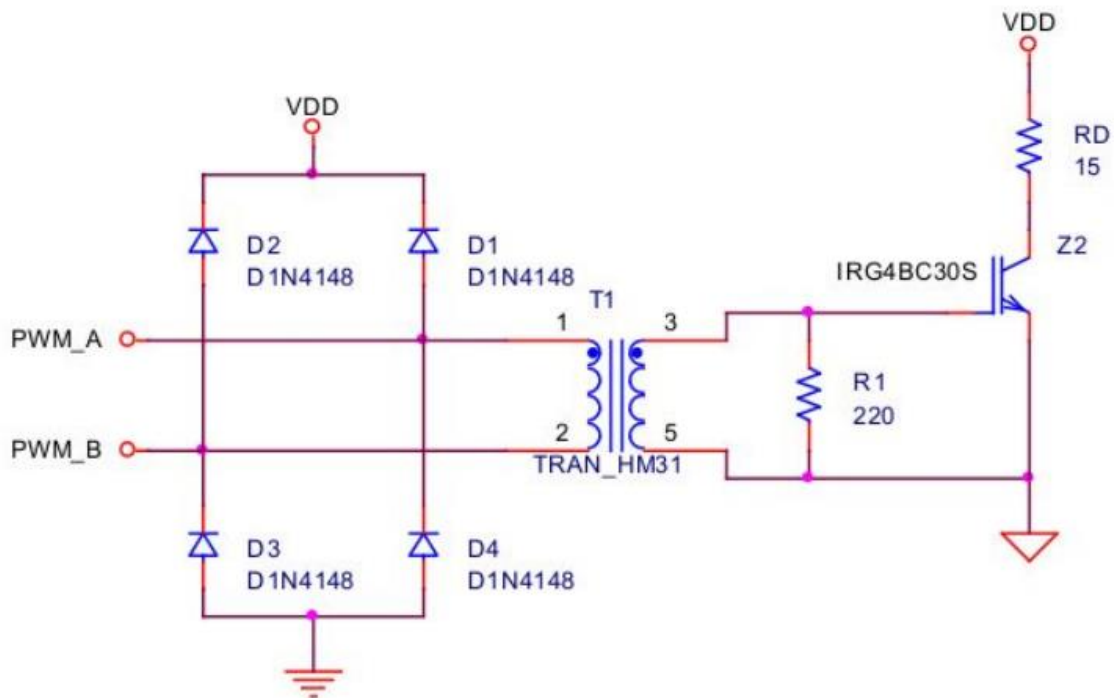 VDD
VDD
RD
15
D2
D1N4148
D1
D1N4148
Z2
IRG4BC30S
T1
PWM_A
1
3
R1
220
PWM_B
2
5
TRAN_HM31
D3
D1N4148
D4
D1N4148